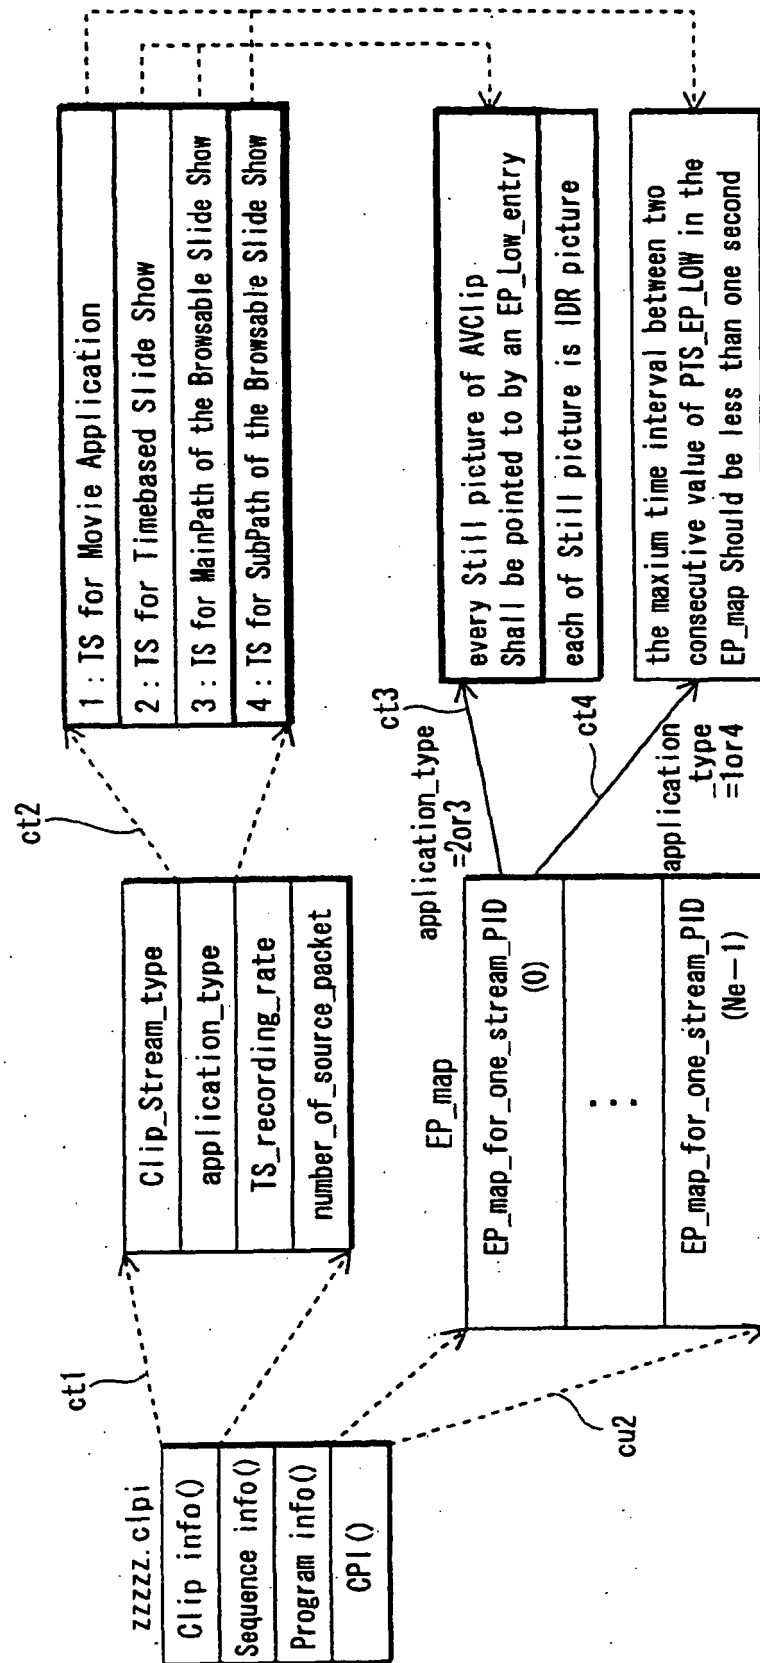 zzzzz.clpi
Clip info()
Sequence info()
Program info()
CPI()
ct1
Clip_Stream_type
application_type
TS_recording_rate
number_of_source_packet
ct2
1 : TS for Movie Application
2 : TS for Timebased Slide Show
3 : TS for MainPath of the Browsable Slide Show
4 : TS for SubPath of the Browsable Slide Show
cu2
EP_map
EP_map_for_one_stream_PID
(0)
EP_map_for_one_stream_PID
(Ne-1)
application_type
=2or3
ct3
ct4
application
_type
=1or4
every Still picture of AVClip
Shall be pointed to by an EP_Low_entry
each of Still picture is IDR picture
the maxium time interval between two
consecutive value of PTS_EP_LOW in the
EP_map Should be less than one second